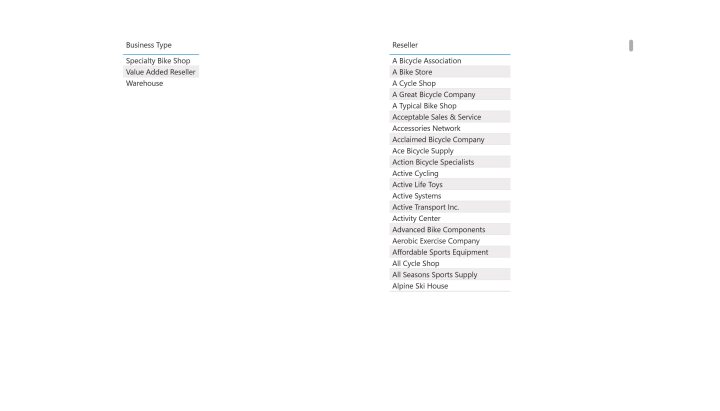 Business Type
Specialty Bike Shop
Value Added Reseller
Warehouse
Reseller
A Bicycle Association
A Bike Store
A Cycle Shop
A Great Bicycle Company
A Typical Bike Shop
Acceptable Sales & Service
Accessories Network
Acclaimed Bicycle Company
Ace Bicycle Supply
Action Bicycle Specialists
Active Cycling
Active Life Toys
Active Systems
Active Transport Inc.
Activity Center
Advanced Bike Components
Aerobic Exercise Company
Affordable Sports Equipment
All Cycle Shop
All Seasons Sports Supply
Alpine Ski House